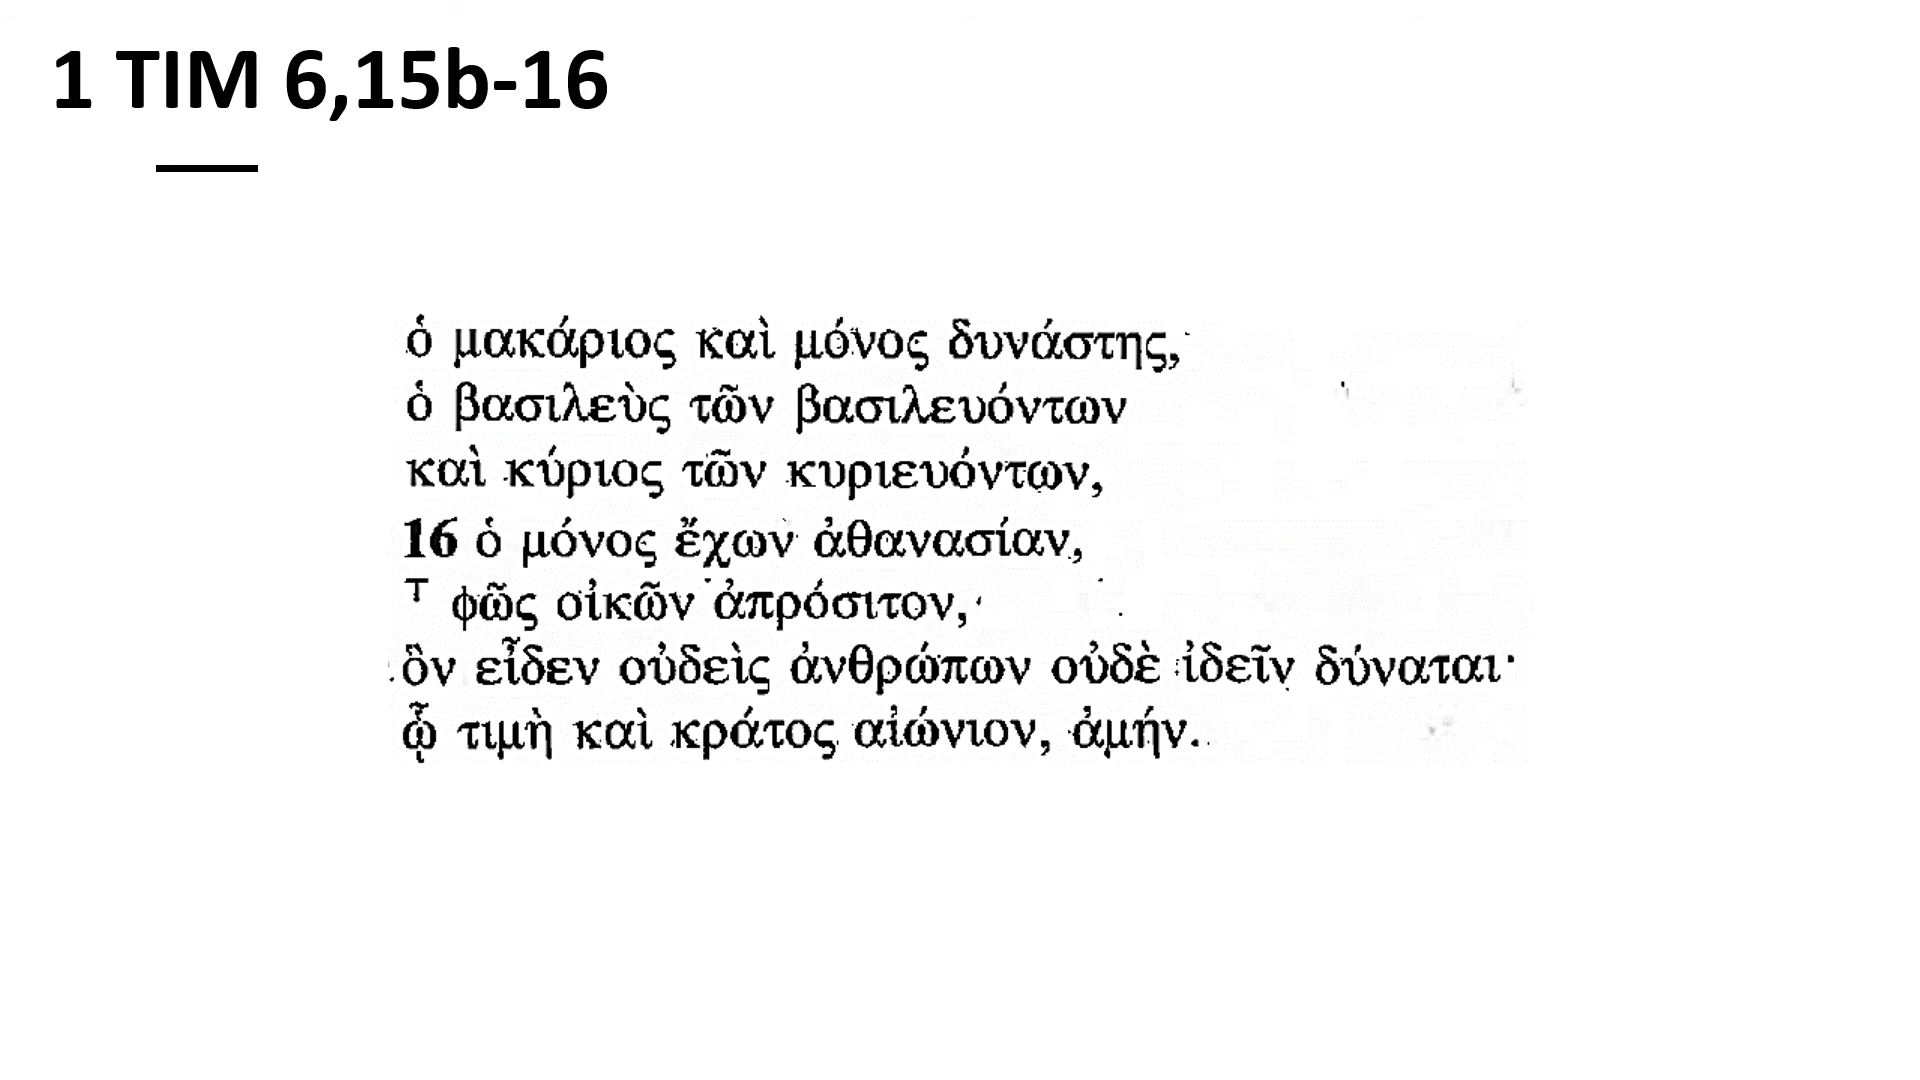 1 TIM 6,15b-16
ὁ μακάριος καὶ μόνος δυνάστης,
ὁ βασιλεὺς τῶν βασιλευόντων
καὶ κύριος τῶν κυριευόντων,
16 ὁ μόνος ἔχων ἀθανασίαν,
⸆ φῶς οἰκῶν ἀπρόσιτον,
ὃν εἶδεν οὐδεὶς ἀνθρώπων οὐδὲ ἰδεῖν δύναται·
ᾧ τιμὴ καὶ κράτος αἰώνιον, ἀμήν.